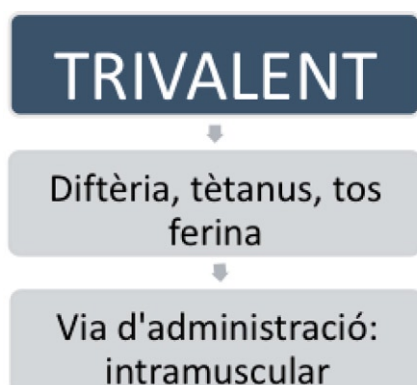 TRIVALENT
Diftèria, tètanus, tos
ferina
Via d'administració:
intramuscular